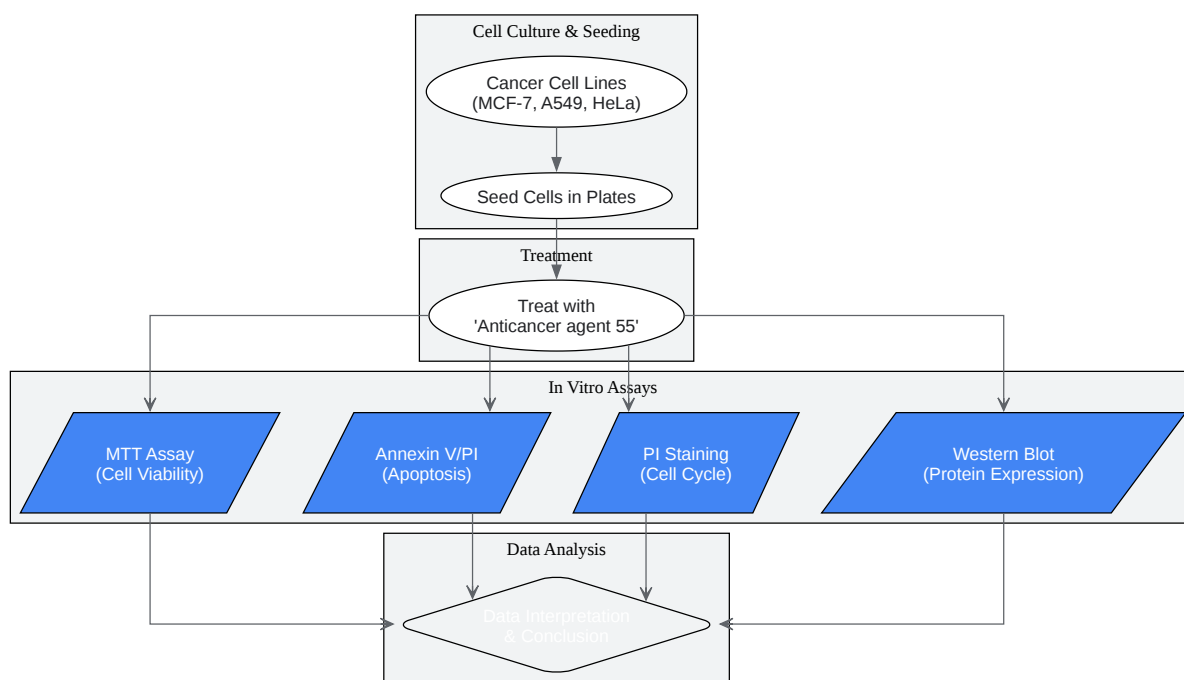 Cell Culture & Seeding
Cancer Cell Lines
(MCF-7, A549, HeLa)
Seed Cells in Plates
Treatment
Treat with
'Anticancer agent 55'
In Vitro Assays
MTT Assay
(Cell Viability)
Annexin V/PI
(Apoptosis)
PI Staining
(Cell Cycle)
Western Blot
(Protein Expression)
Data Analysis
Data Interpretation
& Conclusion